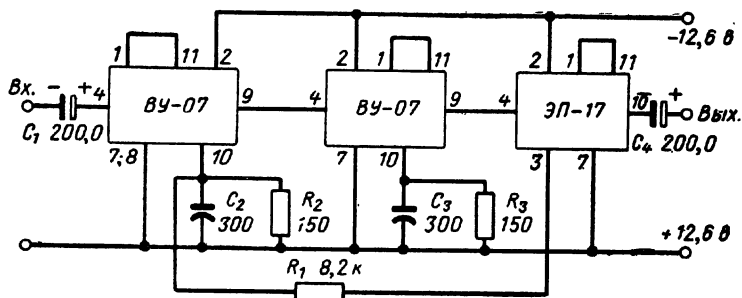 1 11 2 2 1 11 2 1 11 -12,6 в
Вх. - + 4 ВУ-07 9 4 ВУ-07 9 4 ЭП-17 10 - + Вых.
C1 200,0 C4 200,0
7;8 10 7 10 3 7
C2 300 R2 150 C3 300 R3 150
+12,6 в
R1 8,2 к